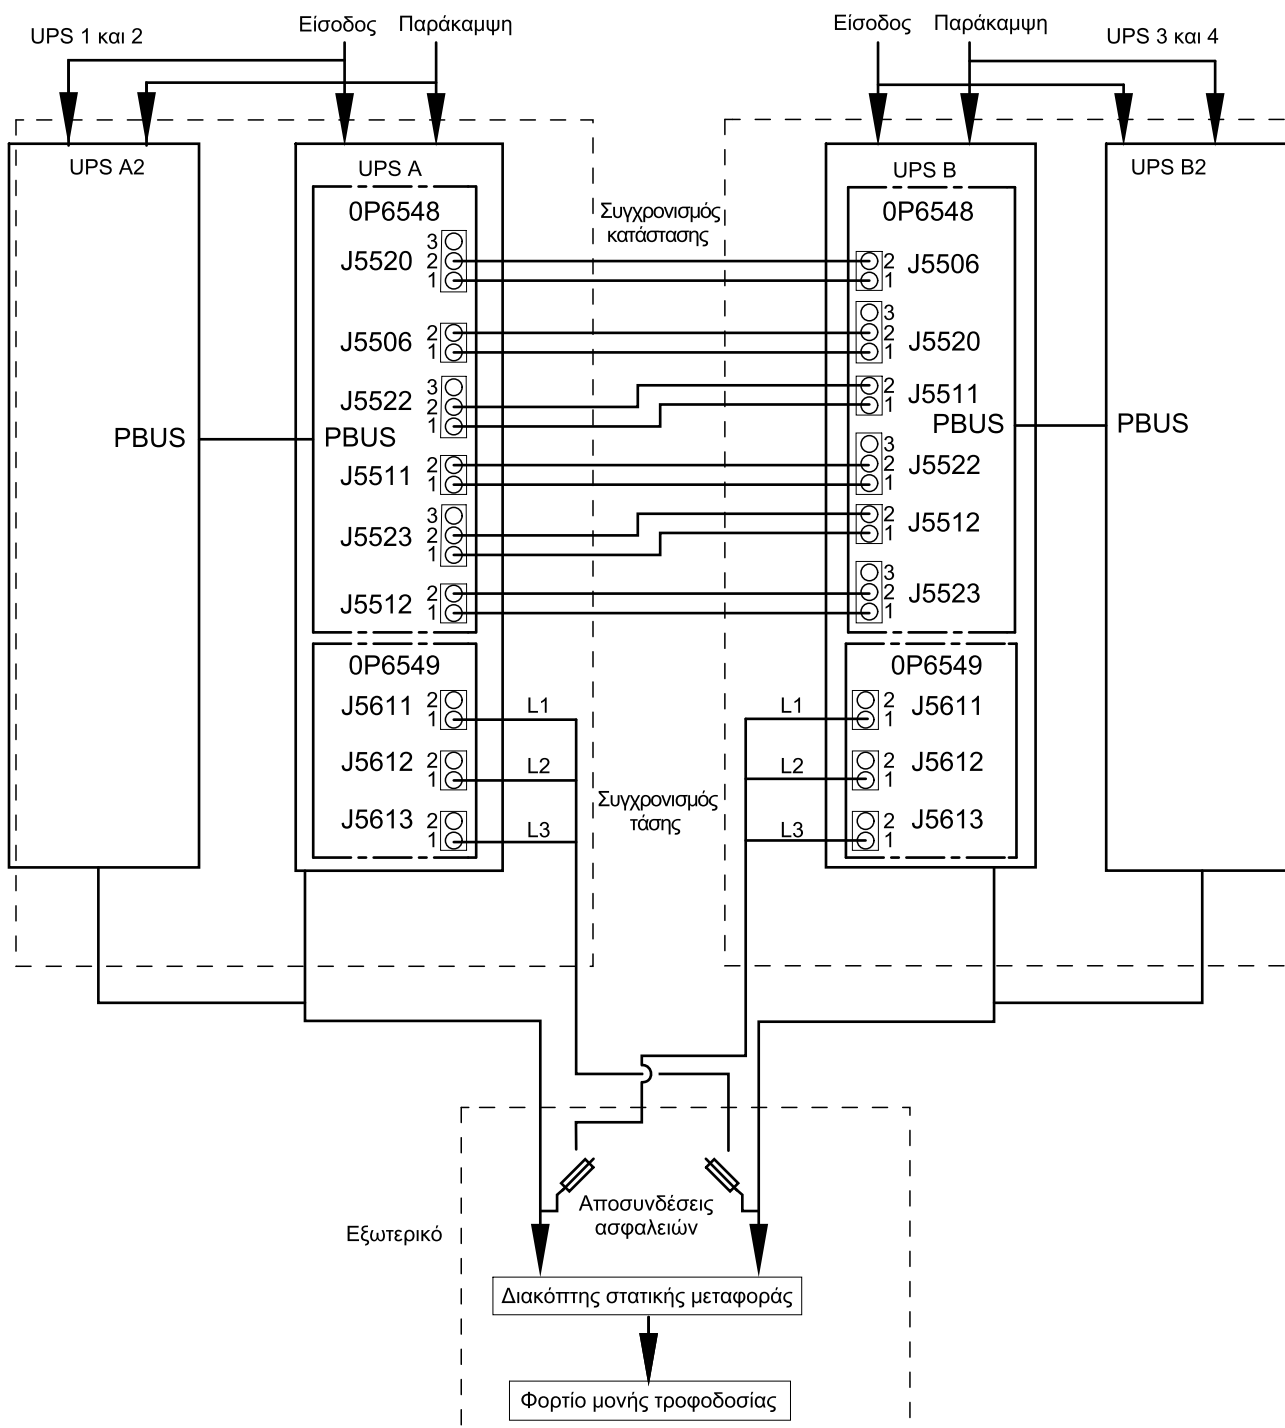 UPS 1 και 2
Είσοδος
Παράκαμψη
Είσοδος
Παράκαμψη
UPS 3 και 4
UPS A2
UPS A
UPS B
UPS B2
0P6548
0P6548
Συγχρονισμός
κατάστασης
J5520
3
2
1
2
1
J5506
J5506
2
1
3
2
1
J5520
J5522
3
2
1
2
1
J5511
PBUS
PBUS
PBUS
PBUS
J5511
2
1
3
2
1
J5522
J5523
3
2
1
2
1
J5512
J5512
2
1
3
2
1
J5523
0P6549
0P6549
J5611
2
1
L1
L1
2
1
J5611
J5612
2
1
L2
L2
2
1
J5612
Συγχρονισμός
τάσης
J5613
2
1
L3
L3
2
1
J5613
Αποσυνδέσεις
ασφαλειών
Εξωτερικό
Διακόπτης στατικής μεταφοράς
Φορτίο μονής τροφοδοσίας